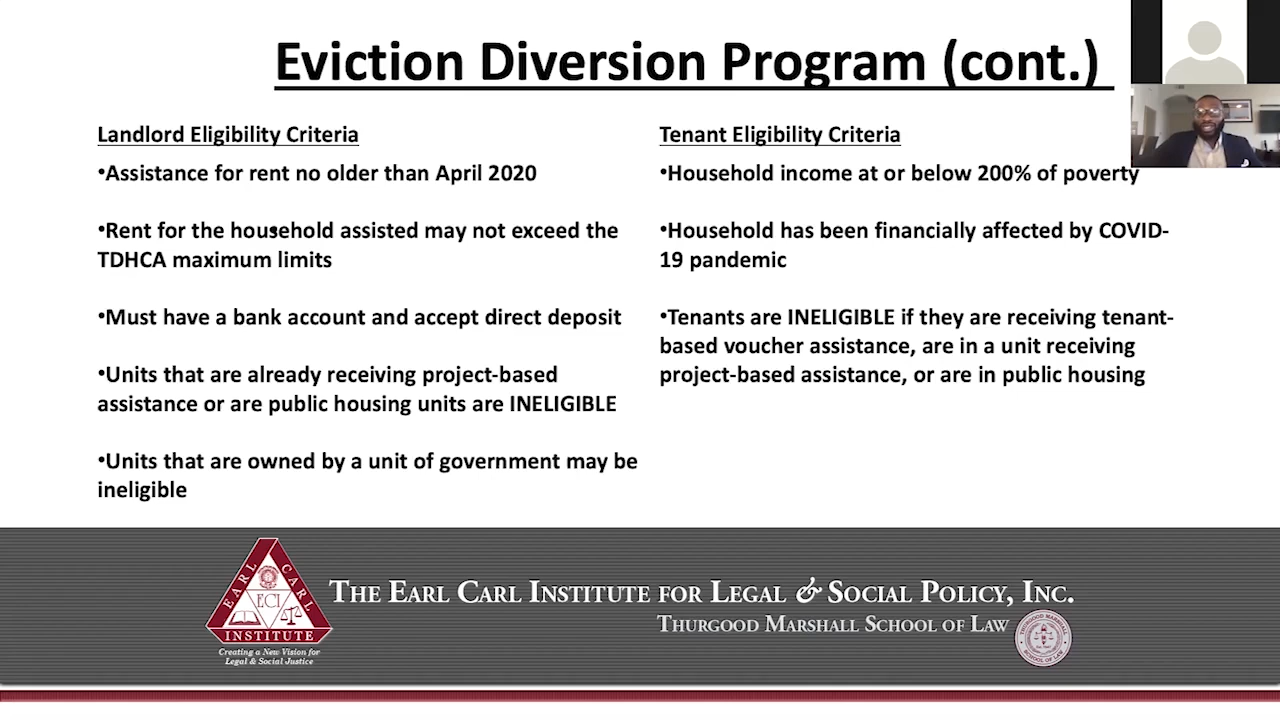 Eviction Diversion Program (cont.)
Landlord Eligibility Criteria
•Assistance for rent no older than April 2020
•Rent for the household assisted may not exceed the
TDHCA maximum limits
•Must have a bank account and accept direct deposit
•Units that are already receiving project-based
assistance or are public housing units are INELIGIBLE
•Units that are owned by a unit of government may be
ineligible
Tenant Eligibility Criteria
•Household income at or below 200% of poverty
•Household has been financially affected by COVID-
19 pandemic
•Tenants are INELIGIBLE if they are receiving tenant-
based voucher assistance, are in a unit receiving
project-based assistance, or are in public housing
EARL CARL
ECI
INSTITUTE
Creating a New Vision for
Legal & Social Justice
THE EARL CARL INSTITUTE FOR LEGAL & SOCIAL POLICY, INC.
THURGOOD MARSHALL SCHOOL OF LAW
THURGOOD MARSHALL
SCHOOL OF LAW